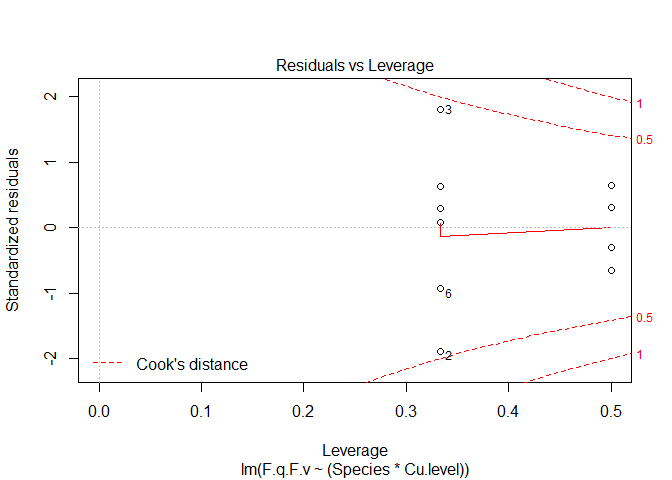 Residuals vs Leverage
Standardized residuals
2
1
0
-1
-2
3
6
2
1
0.5
0.5
1
Cook's distance
0.0 0.1 0.2 0.3 0.4 0.5
Leverage
lm(F.q.F.v ~ (Species * Cu.level))